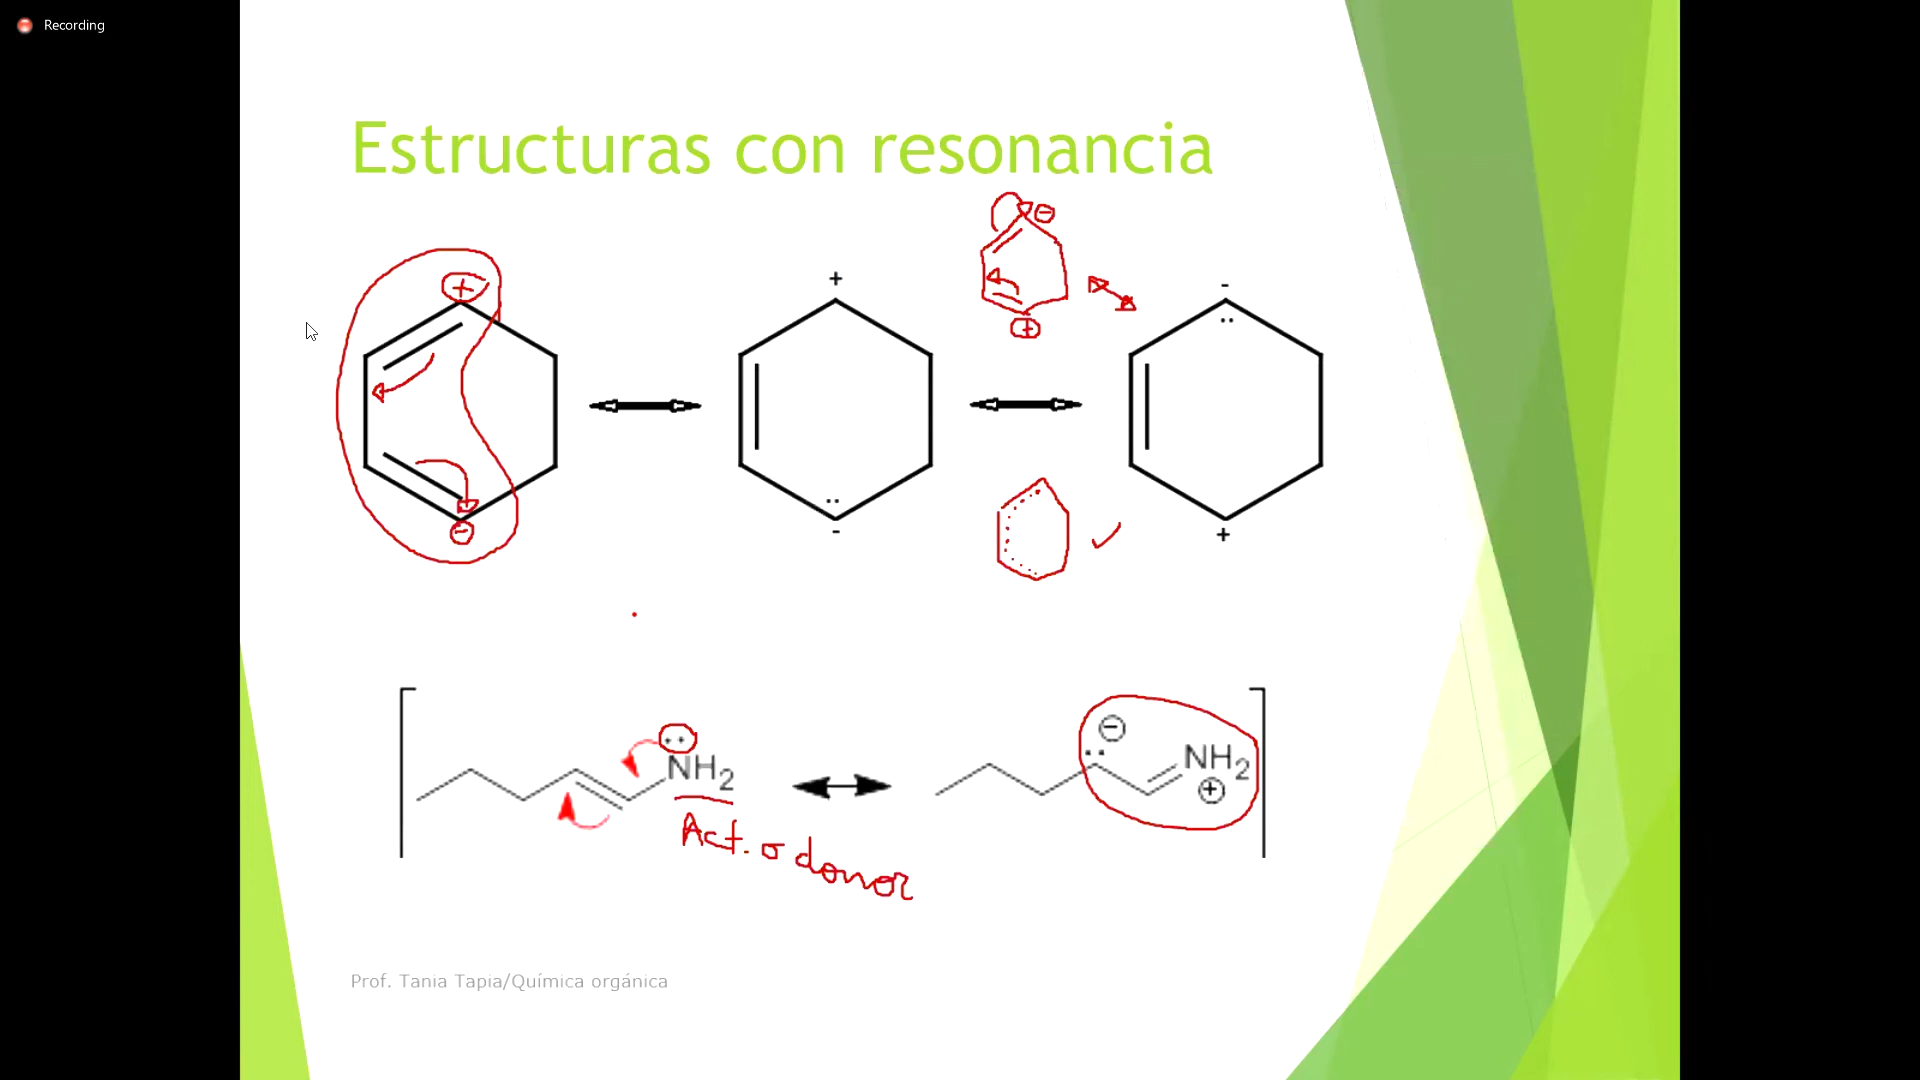 Recording
Estructuras con resonancia
⊖
⊕
+
-
⊕
+
⊖
-
-
+
⊖
NH2
NH2
⊕
Act. o donor
Prof. Tania Tapia/Química orgánica